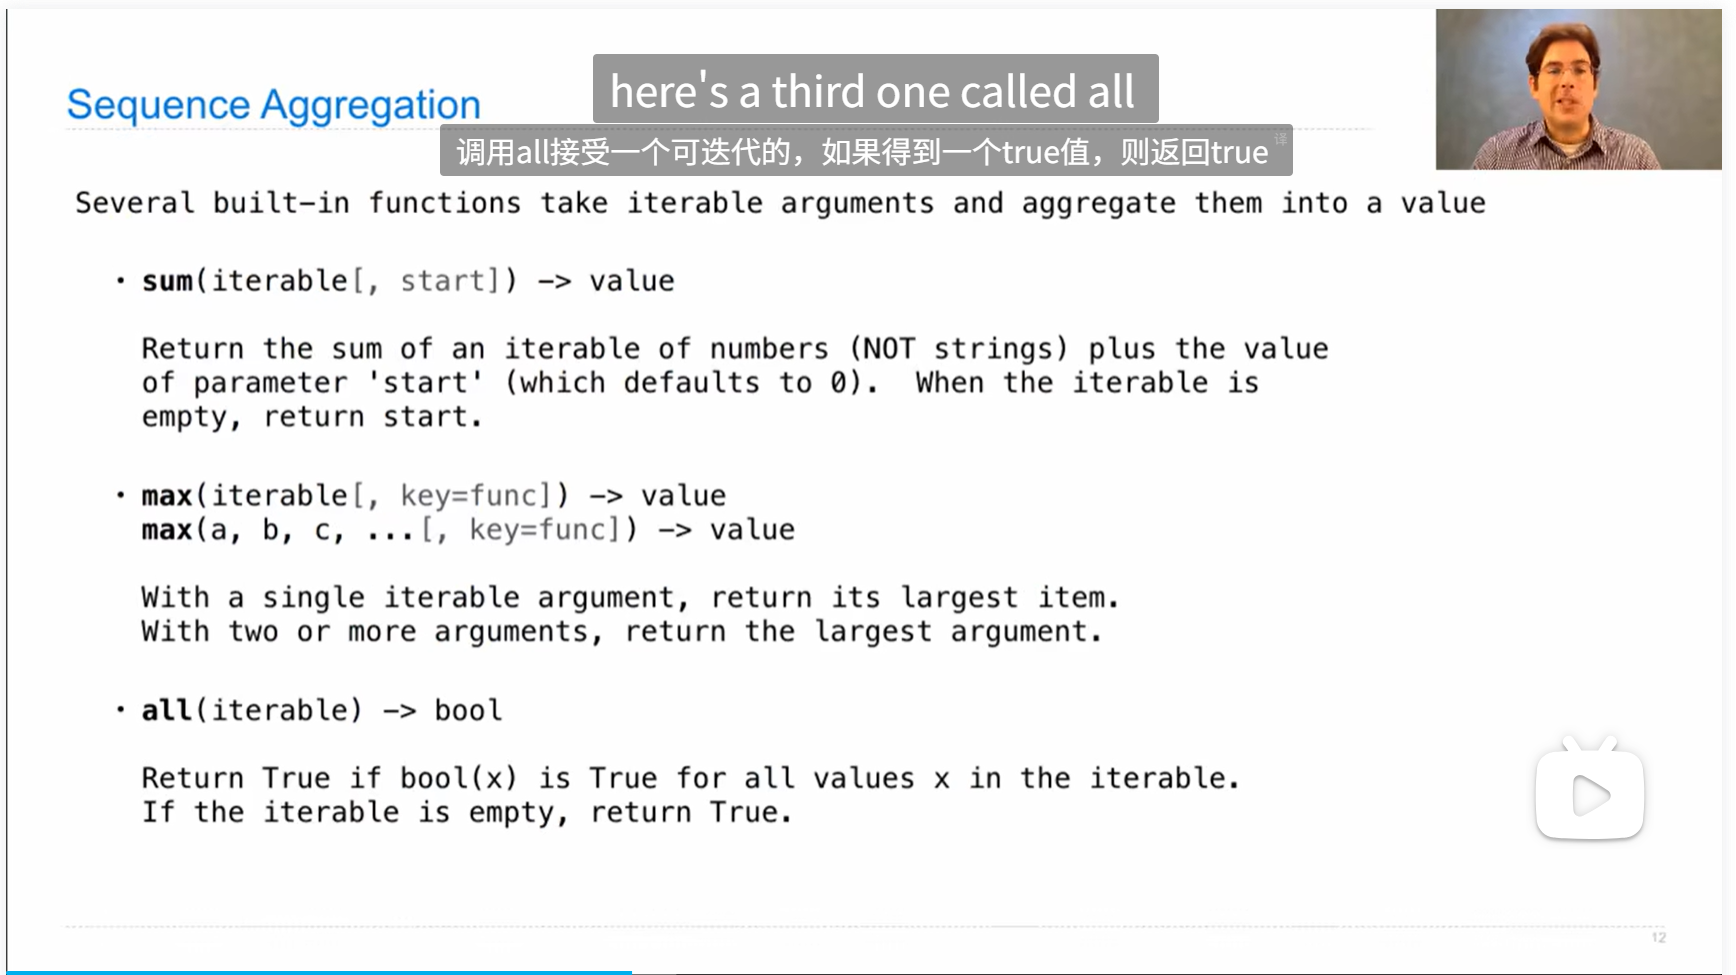 Sequence Aggregation
here's a third one called all
调用all接受一个可迭代的，如果得到一个true值，则返回true
译
Several built-in functions take iterable arguments and aggregate them into a value
• sum(iterable[, start]) -> value
Return the sum of an iterable of numbers (NOT strings) plus the value
of parameter 'start' (which defaults to 0).  When the iterable is
empty, return start.
• max(iterable[, key=func]) -> value
max(a, b, c, ...[, key=func]) -> value
With a single iterable argument, return its largest item.
With two or more arguments, return the largest argument.
• all(iterable) -> bool
Return True if bool(x) is True for all values x in the iterable.
If the iterable is empty, return True.
12